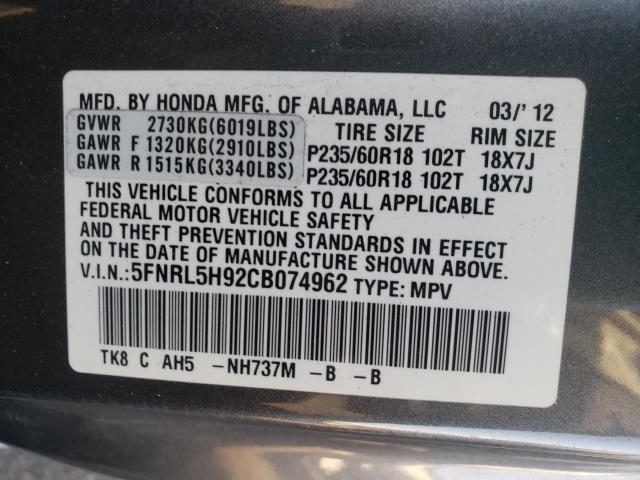 MFD. BY HONDA MFG. OF ALABAMA, LLC 03/' 12
GVWR 2730KG(6019LBS) TIRE SIZE RIM SIZE
GAWR F 1320KG(2910LBS) P235/60R18 102T 18X7J
GAWR R 1515KG(3340LBS) P235/60R18 102T 18X7J
THIS VEHICLE CONFORMS TO ALL APPLICABLE
FEDERAL MOTOR VEHICLE SAFETY
AND THEFT PREVENTION STANDARDS IN EFFECT
ON THE DATE OF MANUFACTURE SHOWN ABOVE.
V.I.N.:5FNRL5H92CB074962 TYPE: MPV
TK8 C AH5 -NH737M -B -B